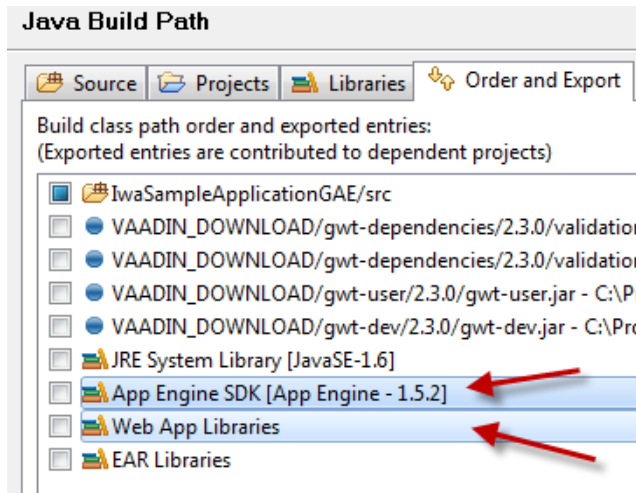 Java Build Path
Source Projects Libraries Order and Export
Build class path order and exported entries:
(Exported entries are contributed to dependent projects)
IwaSampleApplicationGAE/src
VAADIN_DOWNLOAD/gwt-dependencies/2.3.0/validation
VAADIN_DOWNLOAD/gwt-dependencies/2.3.0/validation
VAADIN_DOWNLOAD/gwt-user/2.3.0/gwt-user.jar - C:\P
VAADIN_DOWNLOAD/gwt-dev/2.3.0/gwt-dev.jar - C:\Pro
JRE System Library [JavaSE-1.6]
App Engine SDK [App Engine - 1.5.2]
Web App Libraries
EAR Libraries